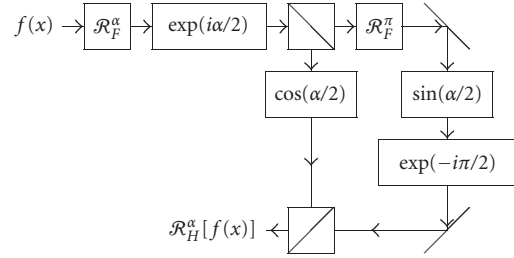 f(x) ℛ_F^α exp(iα/2) ℛ_F^π
cos(α/2) sin(α/2)
exp(−iπ/2)
ℛ_H^α[f(x)]